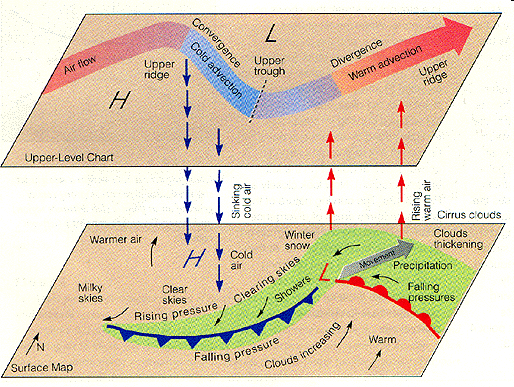 Convergence
L
Air flow
Cold advection
Upper
ridge
Upper
trough
Divergence
Warm advection
Upper
ridge
H
Upper-Level Chart
Sinking
cold air
Rising
warm air
Cirrus clouds
Warmer air
H
Cold
air
Winter
snow
Clouds
thickening
Movement
Precipitation
Milky
skies
Clear
skies
Clearing skies
Showers
L
Falling
pressures
Rising pressure
Falling pressure
Clouds increasing
Warm
N
Surface Map